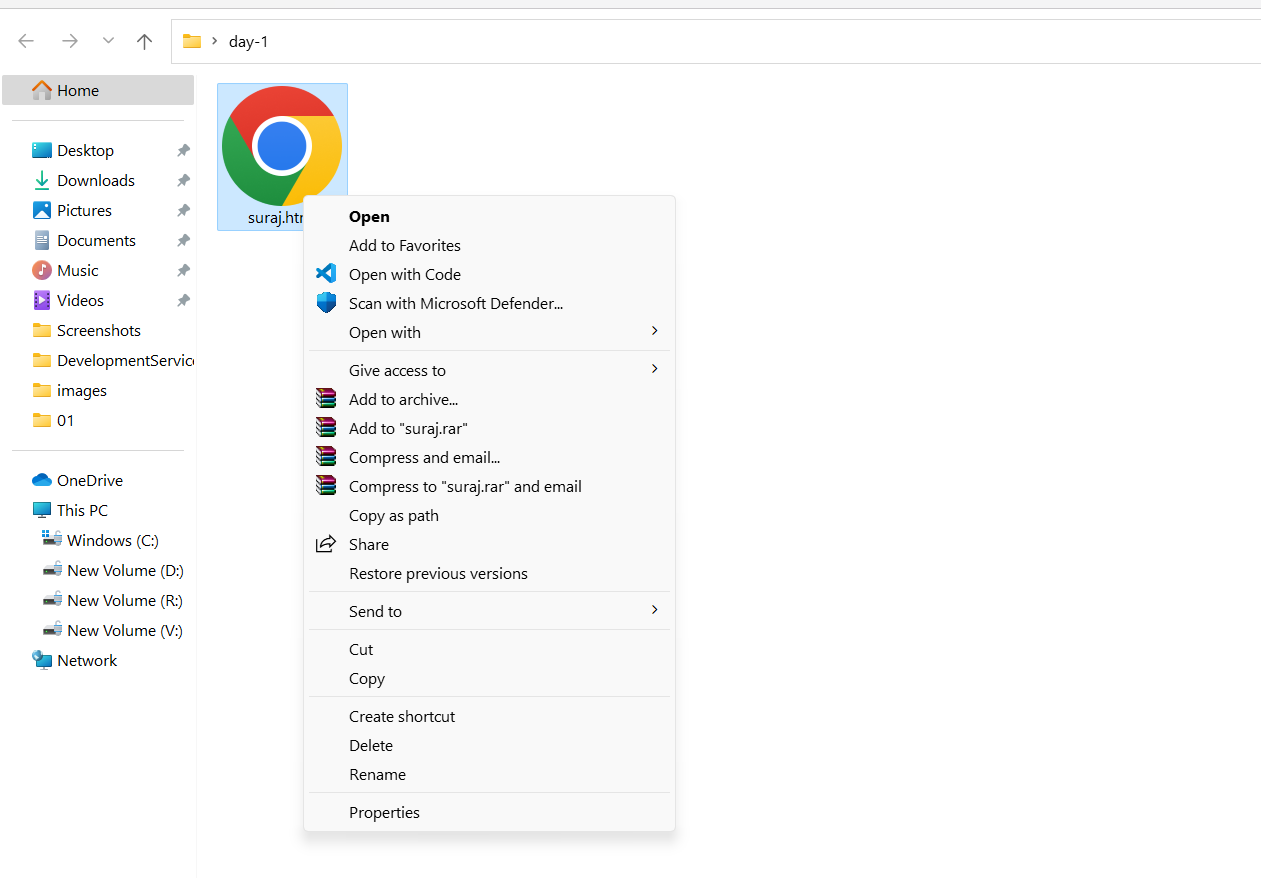 day-1
Home
Desktop
Downloads
Pictures
Documents
Music
Videos
Screenshots
DevelopmentServic
images
01
OneDrive
This PC
Windows (C:)
New Volume (D:)
New Volume (R:)
New Volume (V:)
Network
suraj.htm
Open
Add to Favorites
Open with Code
Scan with Microsoft Defender...
Open with
Give access to
Add to archive...
Add to "suraj.rar"
Compress and email...
Compress to "suraj.rar" and email
Copy as path
Share
Restore previous versions
Send to
Cut
Copy
Create shortcut
Delete
Rename
Properties